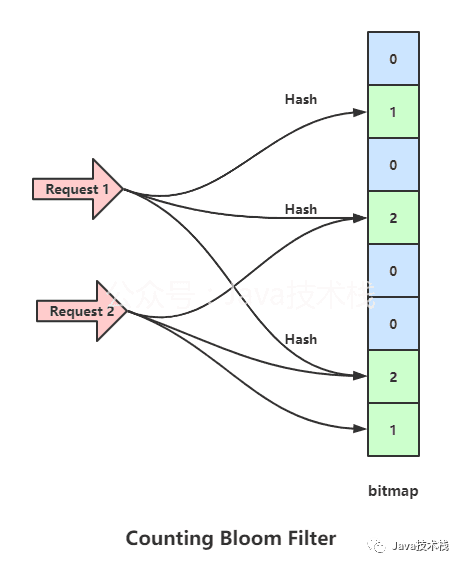 0
Hash
1
0
Request 1
Hash
2
0
公众号:Java技术栈
Request 2
0
Hash
2
1
bitmap
Counting Bloom Filter
Java技术栈